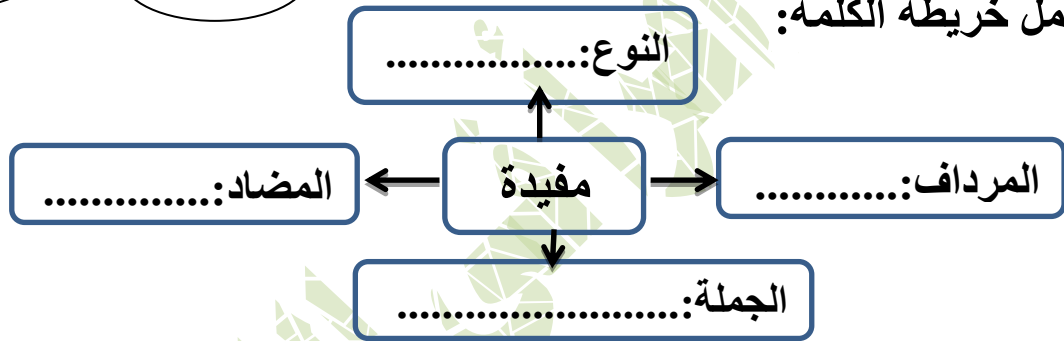 مل خريطة الكلمة:
النوع:.................
المرداف:............
مفيدة
المضاد:..............
الجملة:.........................